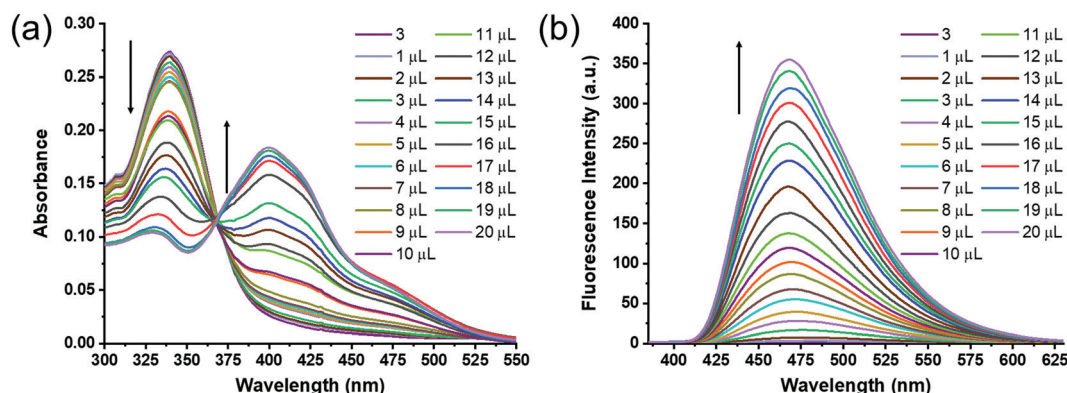 (a)
0.30
0.25
0.20
0.15
0.10
0.05
0.00
Absorbance
300 325 350 375 400 425 450 475 500 525 550
Wavelength (nm)
3 11 µL
1 µL 12 µL
2 µL 13 µL
3 µL 14 µL
4 µL 15 µL
5 µL 16 µL
6 µL 17 µL
7 µL 18 µL
8 µL 19 µL
9 µL 20 µL
10 µL
(b)
400
350
300
250
200
150
100
50
0
Fluorescence Intensity (a.u.)
400 425 450 475 500 525 550 575 600 625
Wavelength (nm)
3 11 µL
1 µL 12 µL
2 µL 13 µL
3 µL 14 µL
4 µL 15 µL
5 µL 16 µL
6 µL 17 µL
7 µL 18 µL
8 µL 19 µL
9 µL 20 µL
10 µL